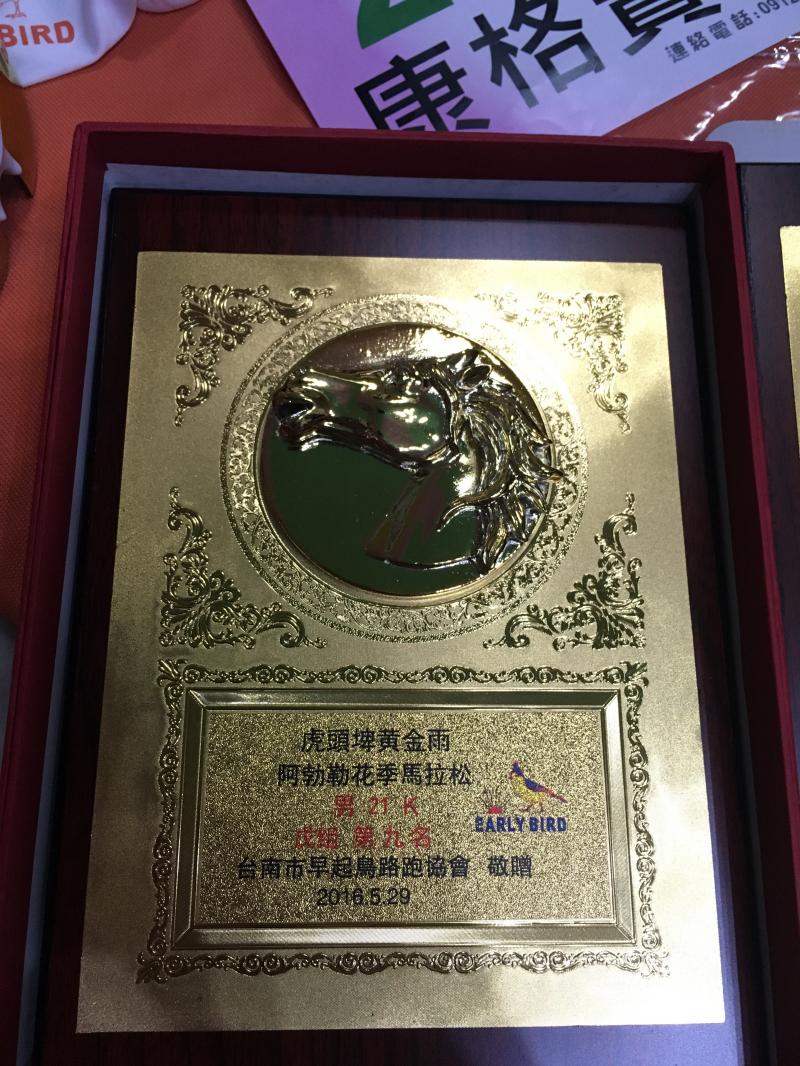 BIRD
康格
連絡電話:091
虎頭埤黃金雨
阿勃勒花季馬拉松
男 21 K
戊組 第九名
EARLY BIRD
台南市早起鳥路跑協會 敬贈
2016.5.29